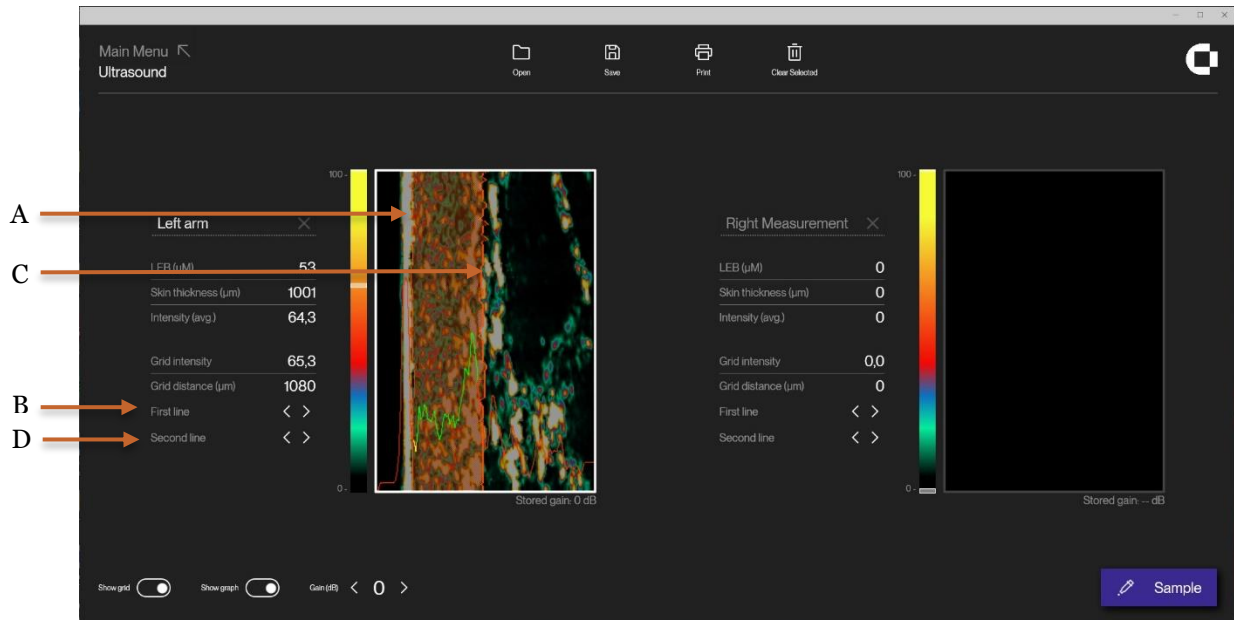 Main Menu
Ultrasound
Open
Save
Print
Clear Selected
A
C
B
D
Left arm
LEB (µM) 53
Skin thickness (µm) 1001
Intensity (avg.) 64,3
Grid intensity 65,3
Grid distance (µm) 1080
First line < >
Second line < >
100 -
0 -
Stored gain: 0 dB
Right Measurement
LEB (µM) 0
Skin thickness (µm) 0
Intensity (avg.) 0
Grid intensity 0,0
Grid distance (µm) 0
First line < >
Second line < >
100 -
0 -
Stored gain: -- dB
Show grid
Show graph
Gain (dB) < 0 >
Sample